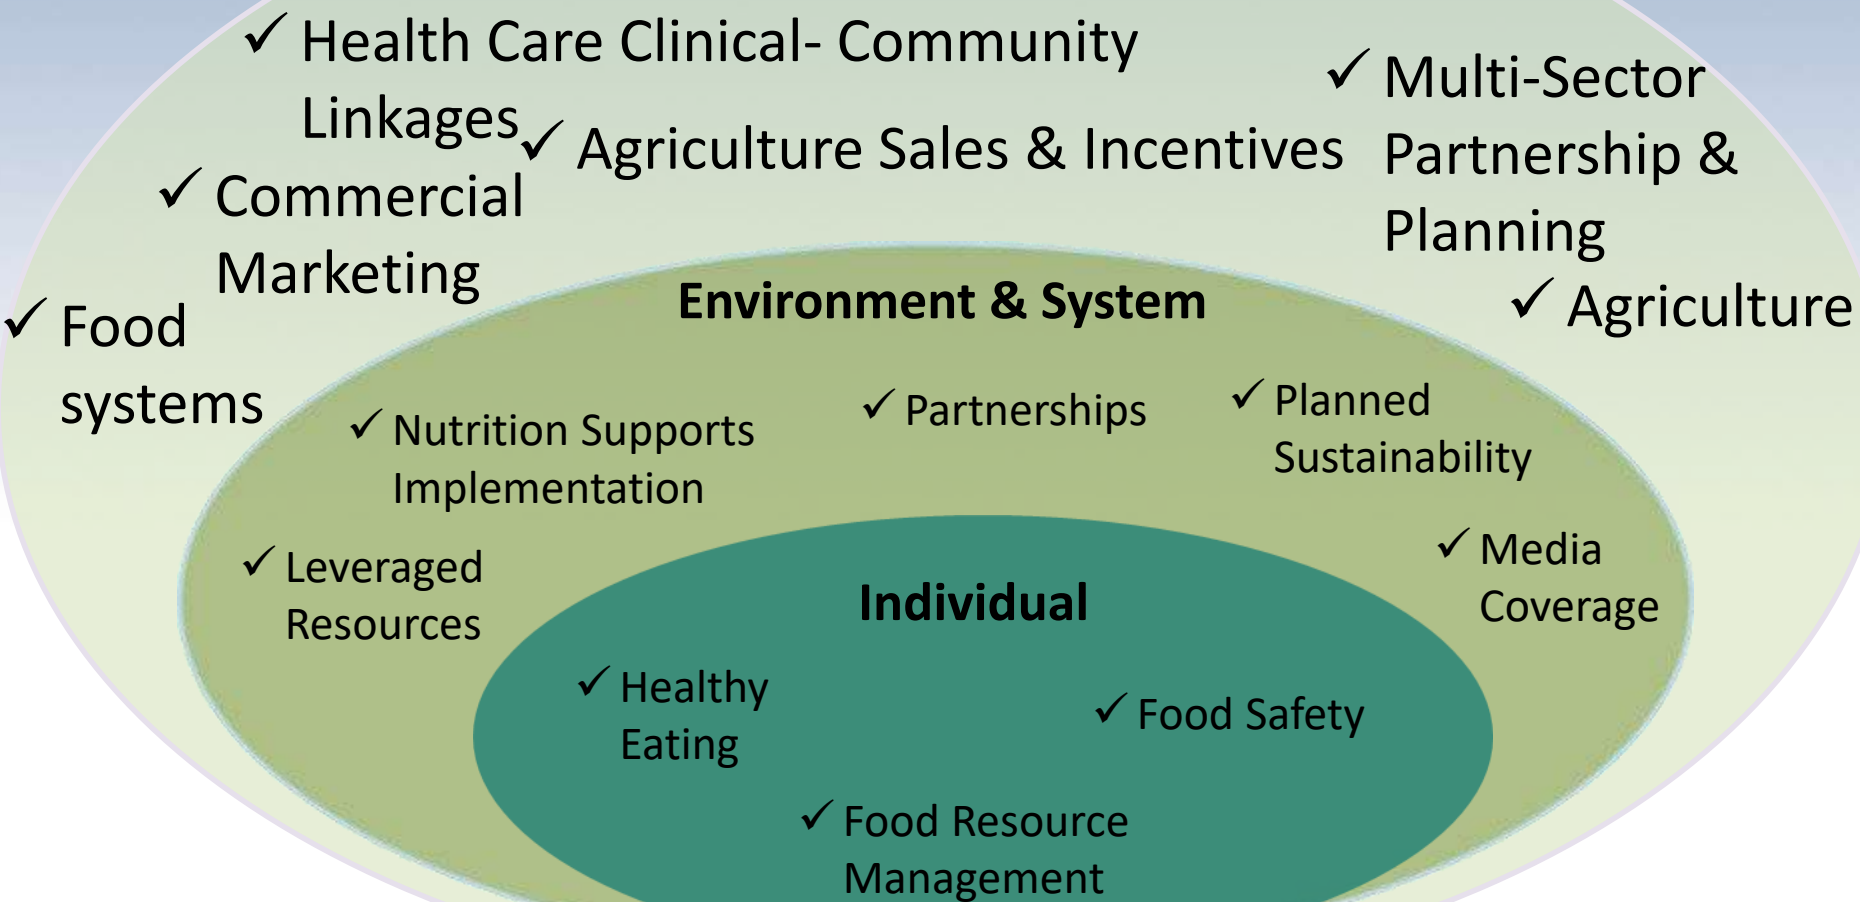 ✓ Health Care Clinical- Community
Linkages
✓ Multi-Sector
Partnership &
Planning
✓ Agriculture Sales & Incentives
✓ Commercial
Marketing
✓ Agriculture
✓ Food
systems
Environment & System
✓ Nutrition Supports
Implementation
✓ Partnerships
✓ Planned
Sustainability
✓ Leveraged
Resources
✓ Media
Coverage
Individual
✓ Healthy
Eating
✓ Food Safety
✓ Food Resource
Management